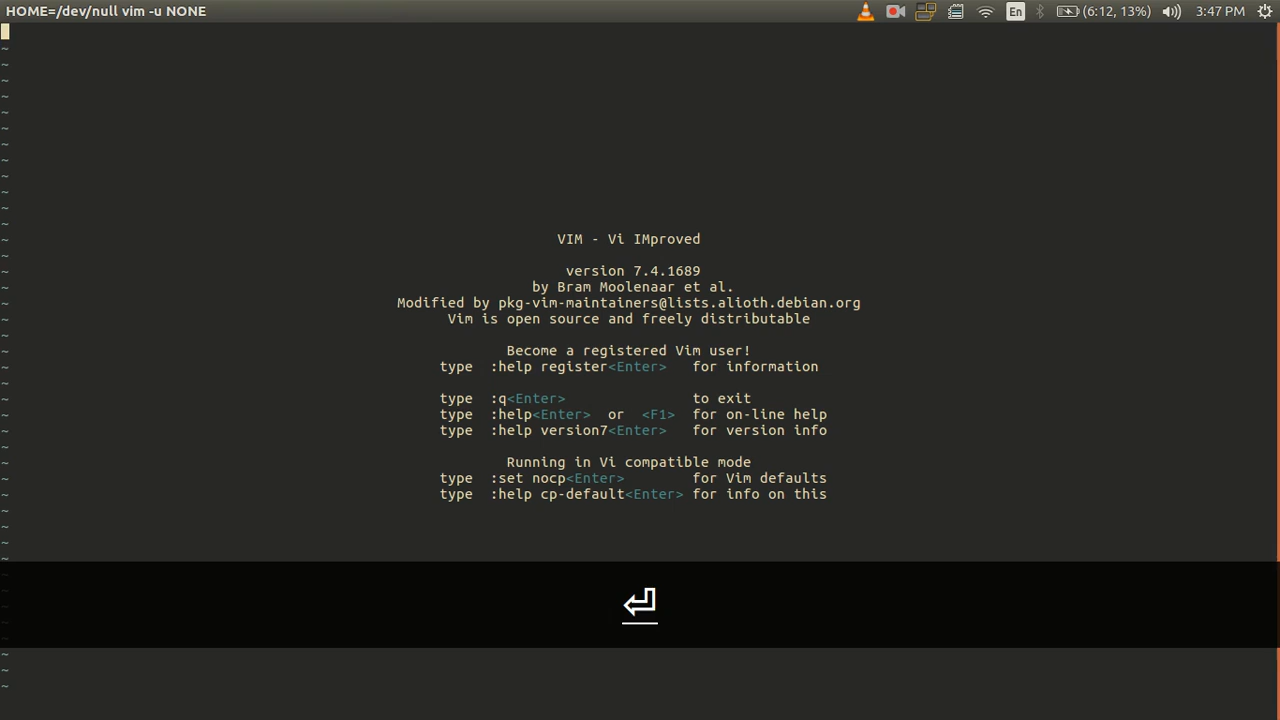 HOME=/dev/null vim -u NONE En (6:12, 13%) 3:47 PM
~
~
~
~
~
~
~
~
~
~
~
~
~ VIM - Vi IMproved
~
~ version 7.4.1689
~ by Bram Moolenaar et al.
~ Modified by pkg-vim-maintainers@lists.alioth.debian.org
~ Vim is open source and freely distributable
~
~ Become a registered Vim user!
~ type :help register<Enter> for information
~
~ type :q<Enter> to exit
~ type :help<Enter> or <F1> for on-line help
~ type :help version7<Enter> for version info
~
~ Running in Vi compatible mode
~ type :set nocp<Enter> for Vim defaults
~ type :help cp-default<Enter> for info on this
~
~
~
~
~
~
~
~
~
~
~
~